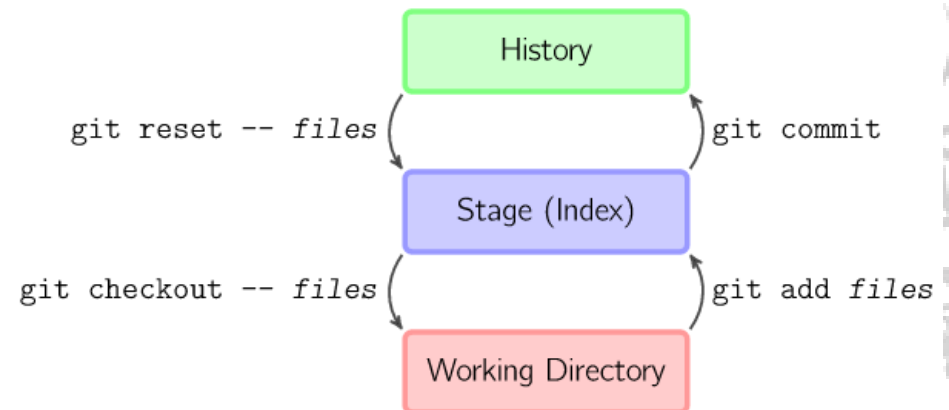 History
git reset -- files
git commit
Stage (Index)
git checkout -- files
git add files
Working Directory